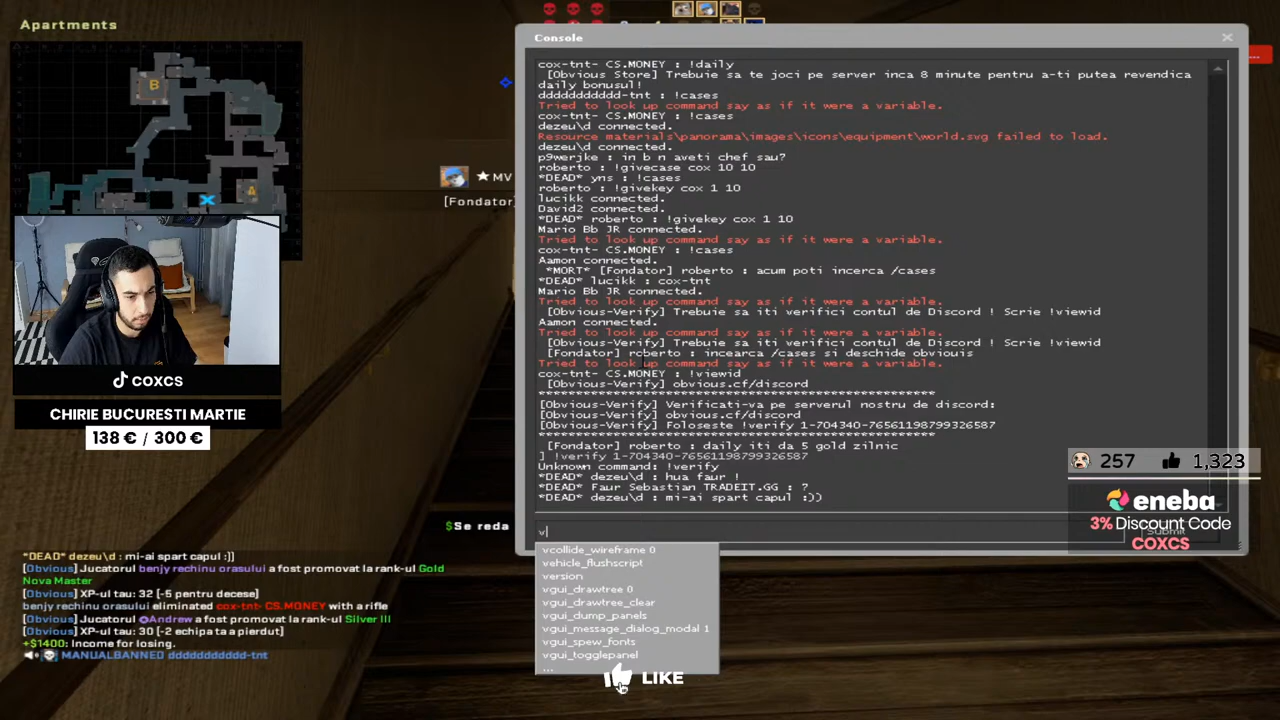 Apartments
B
A
★ MV
[Fondator]
COXCS
CHIRIE BUCURESTI MARTIE
138 € / 300 €
$Se reda
*DEAD* dezeu\d : mi-ai spart capul :))
[Obvious] Jucatorul benjy rechinu orasului a fost promovat la rank-ul Gold
Nova Master
[Obvious] XP-ul tau: 32 [-5 pentru decese]
benjy rechinu orasului eliminated cox-tnt- CS.MONEY with a rifle
[Obvious] Jucatorul @Andrew a fost promovat la rank-ul Silver III
[Obvious] XP-ul tau: 30 [-2 echipa ta a pierdut]
+$1400: Income for losing.
MANUALBANNED dddddddddddd-tnt
Console
cox-tnt- CS.MONEY : !daily
[Obvious Store] Trebuie sa te joci pe server inca 8 minute pentru a-ti putea revendica
daily bonusul!
ddddddddddd-tnt : !cases
Tried to look up command say as if it were a variable.
cox-tnt- CS.MONEY : !cases
dezeu\d connected.
Resource materials\panorama\images\icons\equipment\world.svg failed to load.
dezeu\d connected.
p9werjke : in b n aveti chef sau?
roberto : !givecase cox 10 10
*DEAD* yns : !cases
roberto : !givekey cox 1 10
lucikk connected.
David2 connected.
*DEAD* roberto : !givekey cox 1 10
Mario Bb JR connected.
Tried to look up command say as if it were a variable.
cox-tnt- CS.MONEY : !cases
Aamon connected.
*MORT* [Fondator] roberto : acum poti incerca /cases
*DEAD* lucikk : cox-tnt
Mario Bb JR connected.
Tried to look up command say as if it were a variable.
[Obvious-Verify] Trebuie sa iti verifici contul de Discord ! Scrie !viewid
Aamon connected.
Tried to look up command say as if it were a variable.
[Obvious-Verify] Trebuie sa iti verifici contul de Discord ! Scrie !viewid
[Fondator] roberto : incearca /cases si deschide obviouis
Tried to look up command say as if it were a variable.
cox-tnt- CS.MONEY : !viewid
[Obvious-Verify] obvious.cf/discord
[Obvious-Verify] Verificati-va pe serverul nostru de discord:
[Obvious-Verify] obvious.cf/discord
[Obvious-Verify] Foloseste !verify 1-704340-76561198799326587
[Fondator] roberto : daily iti da 5 gold zilnic
] !verify 1-704340-76561198799326587
Unknown command: !verify
*DEAD* dezeu\d : hua faur !
*DEAD* Faur Sebastian TRADEIT.GG : ?
*DEAD* dezeu\d : mi-ai spart capul :))
v
Submit
vcollide_wireframe 0
vehicle_flushscript
version
vgui_drawtree 0
vgui_drawtree_clear
vgui_dump_panels
vgui_message_dialog_modal 1
vgui_spew_fonts
vgui_togglepanel
...
LIKE
257
1,323
eneba
3% Discount Code
COXCS